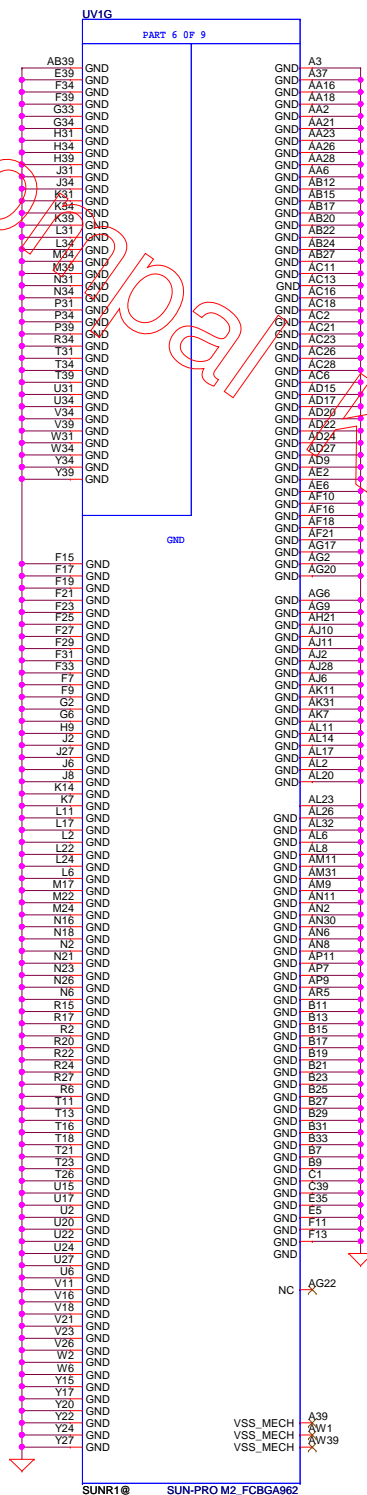 UV1G
PART 6 OF 9
AB39 GND
E39 GND
F34 GND
F39 GND
G33 GND
G34 GND
H31 GND
H34 GND
H39 GND
J31 GND
J34 GND
K31 GND
K34 GND
K39 GND
L31 GND
L34 GND
M34 GND
M39 GND
N31 GND
N34 GND
P31 GND
P34 GND
P39 GND
R34 GND
T31 GND
T34 GND
T39 GND
U31 GND
U34 GND
V34 GND
V39 GND
W31 GND
W34 GND
Y34 GND
Y39 GND
GND
F15 GND
F17 GND
F19 GND
F21 GND
F23 GND
F25 GND
F27 GND
F29 GND
F31 GND
F33 GND
F7 GND
F9 GND
G2 GND
G6 GND
H9 GND
J2 GND
J27 GND
J6 GND
J8 GND
K14 GND
K7 GND
L11 GND
L17 GND
L2 GND
L22 GND
L24 GND
L6 GND
M17 GND
M22 GND
M24 GND
N16 GND
N18 GND
N2 GND
N21 GND
N23 GND
N26 GND
N6 GND
R15 GND
R17 GND
R2 GND
R20 GND
R22 GND
R24 GND
R27 GND
R6 GND
T11 GND
T13 GND
T16 GND
T18 GND
T21 GND
T23 GND
T26 GND
U15 GND
U17 GND
U2 GND
U20 GND
U22 GND
U24 GND
U27 GND
U6 GND
V11 GND
V16 GND
V18 GND
V21 GND
V23 GND
V26 GND
W2 GND
W6 GND
Y15 GND
Y17 GND
Y20 GND
Y22 GND
Y24 GND
Y27 GND
GND A3
GND A37
GND AA16
GND AA18
GND AA2
GND AA21
GND AA23
GND AA26
GND AA28
GND AA6
GND AB12
GND AB15
GND AB17
GND AB20
GND AB22
GND AB24
GND AB27
GND AC11
GND AC13
GND AC16
GND AC18
GND AC2
GND AC21
GND AC23
GND AC26
GND AC28
GND AC6
GND AD15
GND AD17
GND AD20
GND AD22
GND AD24
GND AD27
GND AD9
GND AE2
GND AE6
GND AF10
GND AF16
GND AF18
GND AF21
GND AG17
GND AG2
GND AG20
GND AG6
GND AG9
GND AH21
GND AJ10
GND AJ11
GND AJ2
GND AJ28
GND AJ6
GND AK11
GND AK31
GND AK7
GND AL11
GND AL14
GND AL17
GND AL2
GND AL20
GND AL23
GND AL26
GND AL32
GND AL6
GND AL8
GND AM11
GND AM31
GND AM9
GND AN11
GND AN2
GND AN30
GND AN6
GND AN8
GND AP11
GND AP7
GND AP9
GND AR5
GND B11
GND B13
GND B15
GND B17
GND B19
GND B21
GND B23
GND B25
GND B27
GND B29
GND B31
GND B33
GND B7
GND B9
GND C1
GND C39
GND E35
GND E5
GND F11
GND F13
NC AG22
VSS_MECH A39
VSS_MECH AW1
VSS_MECH AW39
SUNR1@ SUN-PRO M2_FCBGA962
ompal